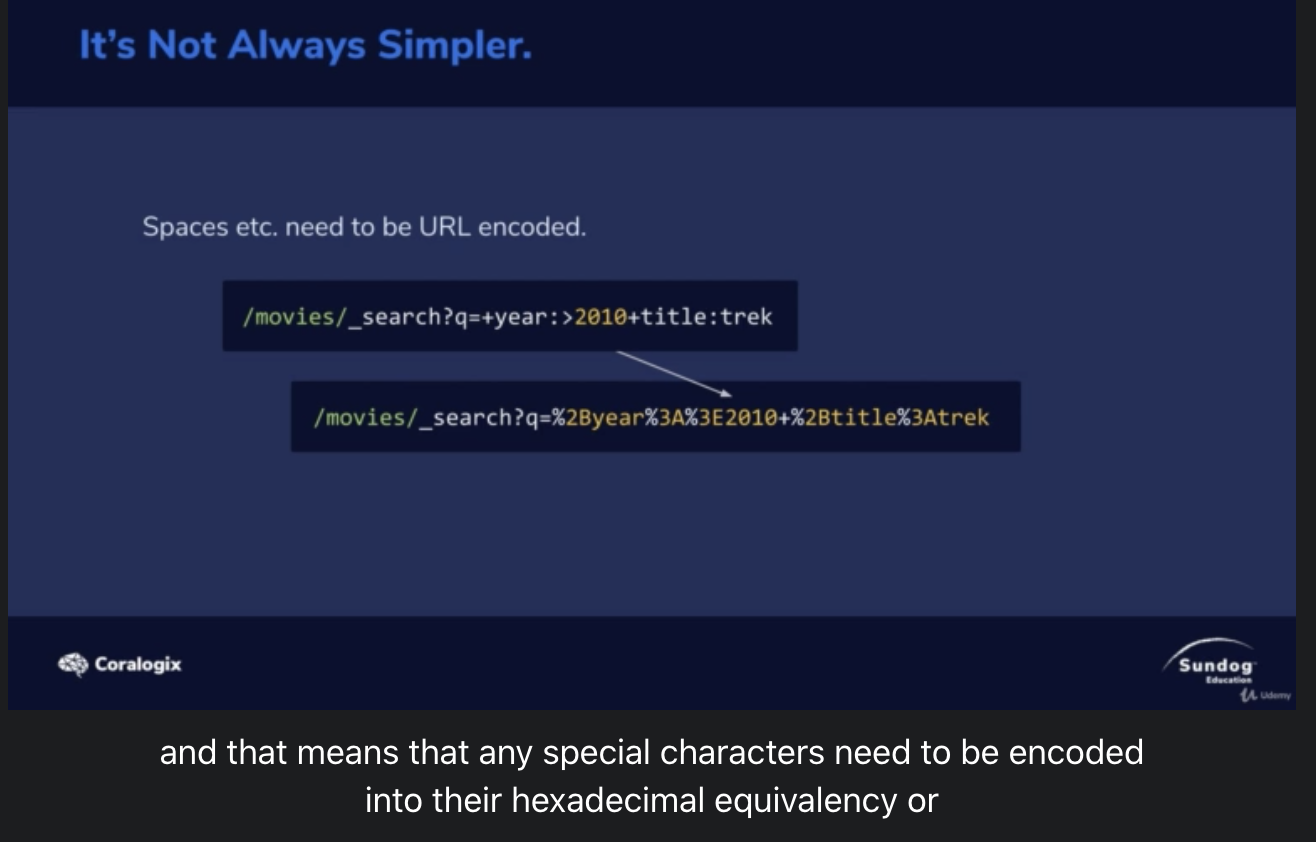 It's Not Always Simpler.
Spaces etc. need to be URL encoded.
/movies/_search?q=+year:>2010+title:trek
/movies/_search?q=%2Byear%3A%3E2010+%2Btitle%3Atrek
Coralogix
Sundog
Education
Udemy
and that means that any special characters need to be encoded
into their hexadecimal equivalency or